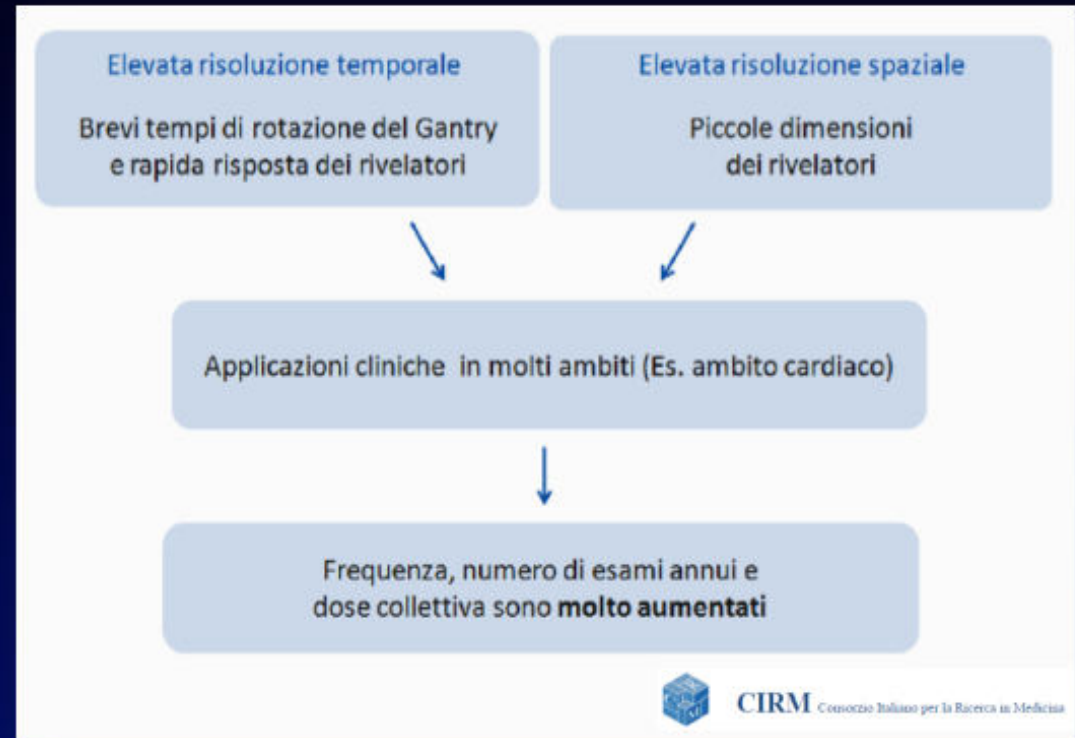 Elevata risoluzione temporale
Brevi tempi di rotazione del Gantry
e rapida risposta dei rivelatori
Elevata risoluzione spaziale
Piccole dimensioni
dei rivelatori
Applicazioni cliniche in molti ambiti (Es. ambito cardiaco)
Frequenza, numero di esami annui e
dose collettiva sono molto aumentati
CIRM Consorzio Italiano per la Ricerca in Medicina